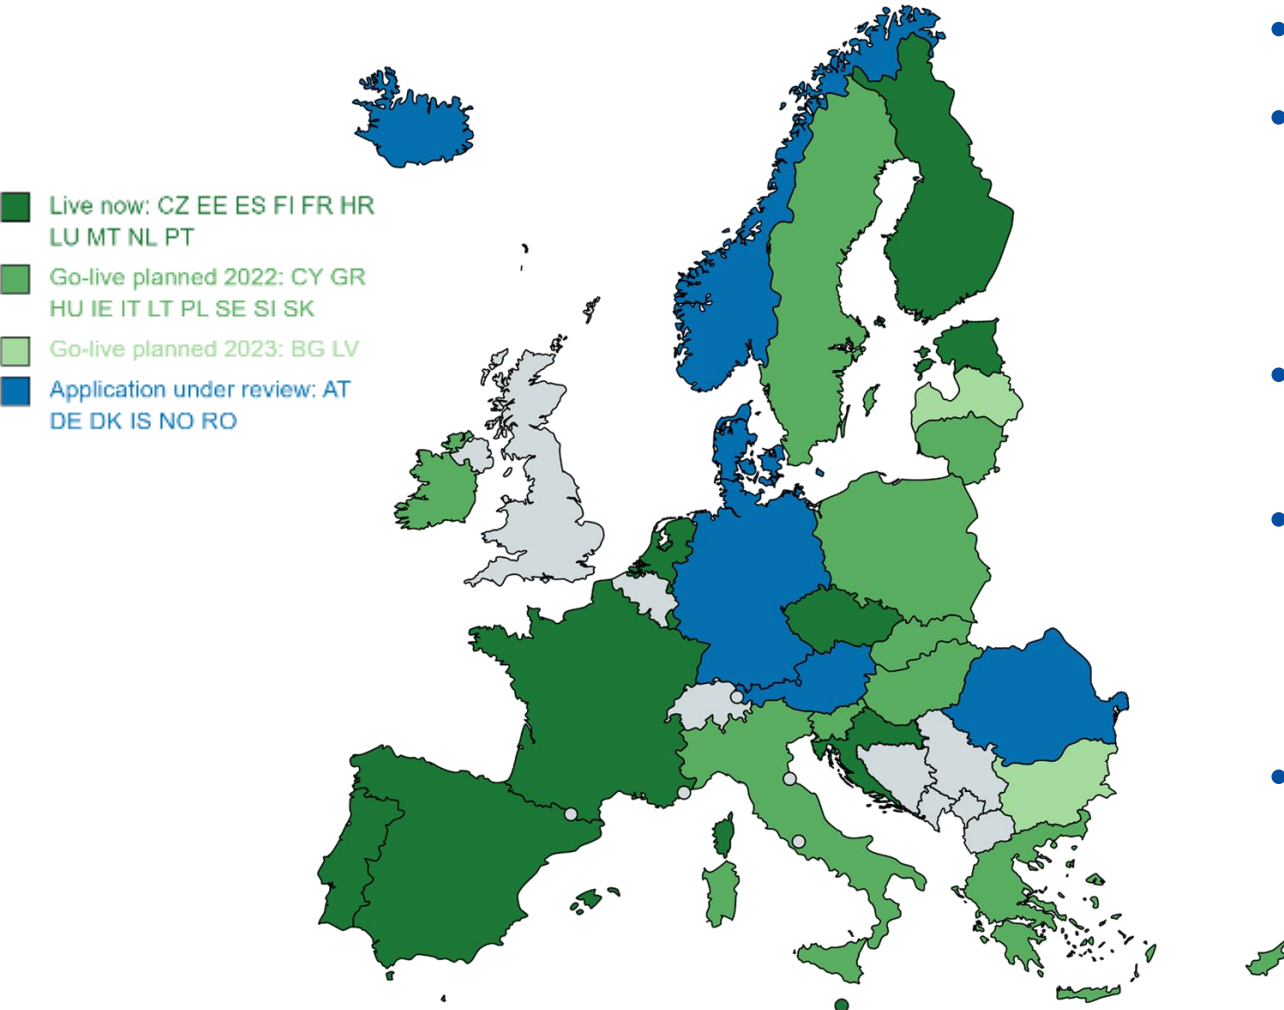 Live now: CZ EE ES FI FR HR
LU MT NL PT
Go-live planned 2022: CY GR
HU IE IT LT PL SE SI SK
Go-live planned 2023: BG LV
Application under review: AT
DE DK IS NO RO